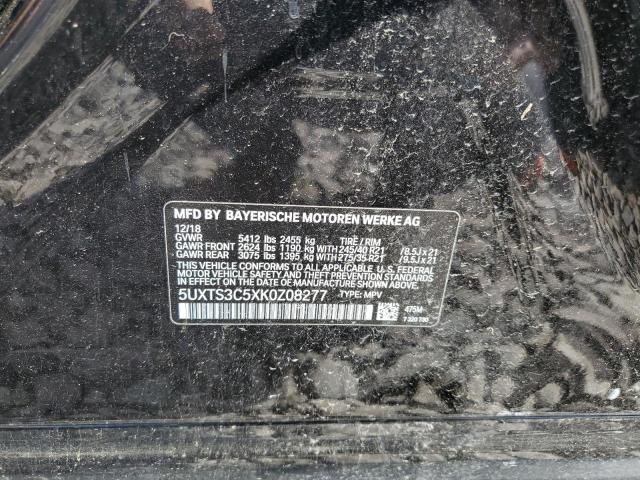 MFD BY BAYERISCHE MOTOREN WERKE AG
12/18
GVWR 5412 lbs 2455 kg TIRE / RIM
GAWR FRONT 2624 lbs 1190 kg 245/40 R21 /8.5J x 21
GAWR REAR 3075 lbs 1395 kg 275/35 R21 /9.5J x 21
THIS VEHICLE CONFORMS TO ALL APPLICABLE U.S. FEDERAL
MOTOR VEHICLE SAFETY, BUMPER, AND THEFT PREVENTION STANDARDS
IN EFFECT ON THE DATE OF MANUFACTURE SHOWN ABOVE.
5UXTS3C5XK0Z08277 TYPE: MPV
475M